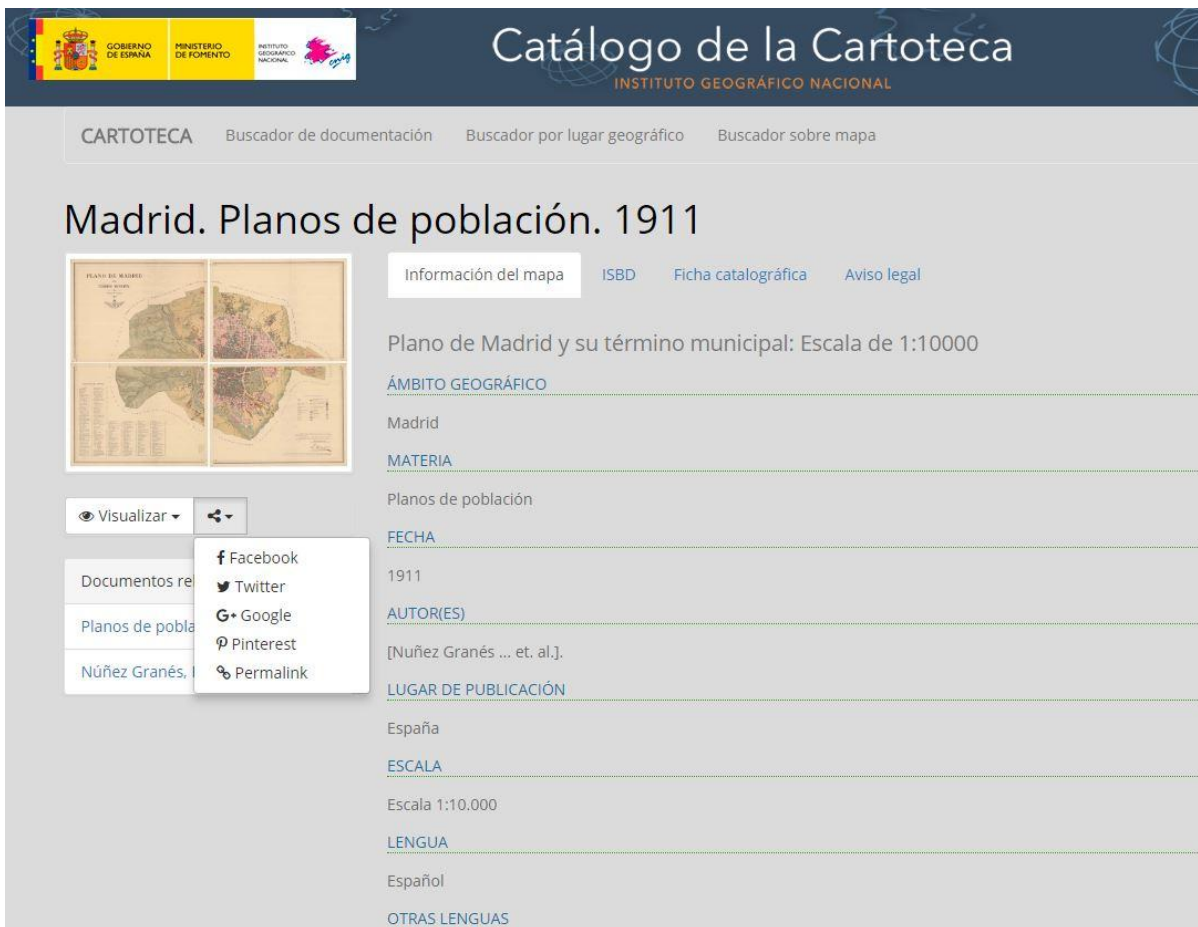 GOBIERNO
DE ESPAÑA
MINISTERIO
DE FOMENTO
INSTITUTO
GEOGRÁFICO
NACIONAL
cnig
Catálogo de la Cartoteca
INSTITUTO GEOGRÁFICO NACIONAL
CARTOTECA Buscador de documentación Buscador por lugar geográfico Buscador sobre mapa
Madrid. Planos de población. 1911
PLANO DE MADRID
Información del mapa ISBD Ficha catalográfica Aviso legal
Plano de Madrid y su término municipal: Escala de 1:10000
ÁMBITO GEOGRÁFICO
Madrid
MATERIA
Planos de población
FECHA
1911
AUTOR(ES)
[Nuñez Granés ... et. al.].
LUGAR DE PUBLICACIÓN
España
ESCALA
Escala 1:10.000
LENGUA
Español
OTRAS LENGUAS
Visualizar
Facebook
Twitter
G+ Google
Pinterest
Permalink
Documentos rel
Planos de pobla
Núñez Granés,